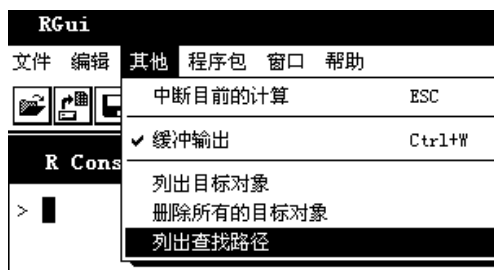 RGui
文件 编辑 其他 程序包 窗口 帮助
中断目前的计算 ESC
✓ 缓冲输出 Ctrl+W
R Cons
列出目标对象
> 删除所有的目标对象
列出查找路径